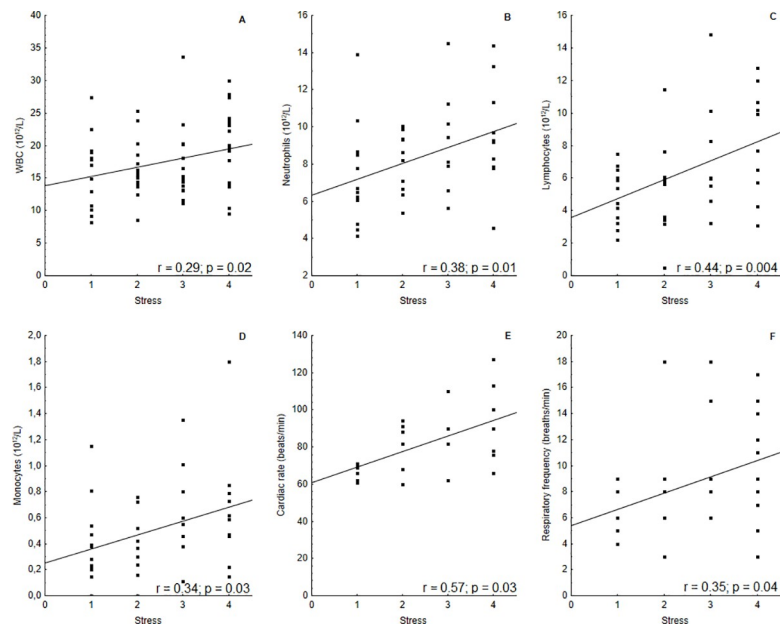 A
WBC (10¹²/L)
40
35
30
25
20
15
10
5
0
0 1 2 3 4
r = 0.29; p = 0.02
Stress
B
Neutrophils (10¹²/L)
16
14
12
10
8
6
4
2
0 1 2 3 4
r = 0.38; p = 0.01
Stress
C
Lymphocytes (10¹²/L)
16
14
12
10
8
6
4
2
0
0 1 2 3 4
r = 0.44; p = 0.004
Stress
D
Monocytes (10¹²/L)
2,0
1,8
1,6
1,4
1,2
1,0
0,8
0,6
0,4
0,2
0,0
0 1 2 3 4
r = 0.34; p = 0.03
Stress
E
Cardiac rate (beats/min)
140
120
100
80
60
40
20
0
0 1 2 3 4
r = 0.57; p = 0.03
Stress
F
Respiratory frequency (breaths/min)
20
18
16
14
12
10
8
6
4
2
0
0 1 2 3 4
r = 0.35; p = 0.04
Stress